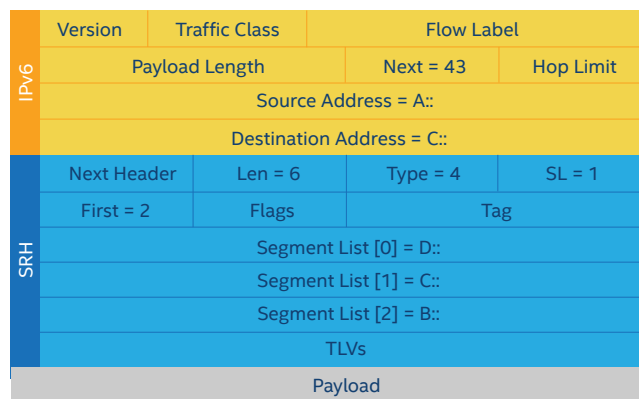 IPv6
Version Traffic Class Flow Label
Payload Length Next = 43 Hop Limit
Source Address = A::
Destination Address = C::
SRH
Next Header Len = 6 Type = 4 SL = 1
First = 2 Flags Tag
Segment List [0] = D::
Segment List [1] = C::
Segment List [2] = B::
TLVs
Payload